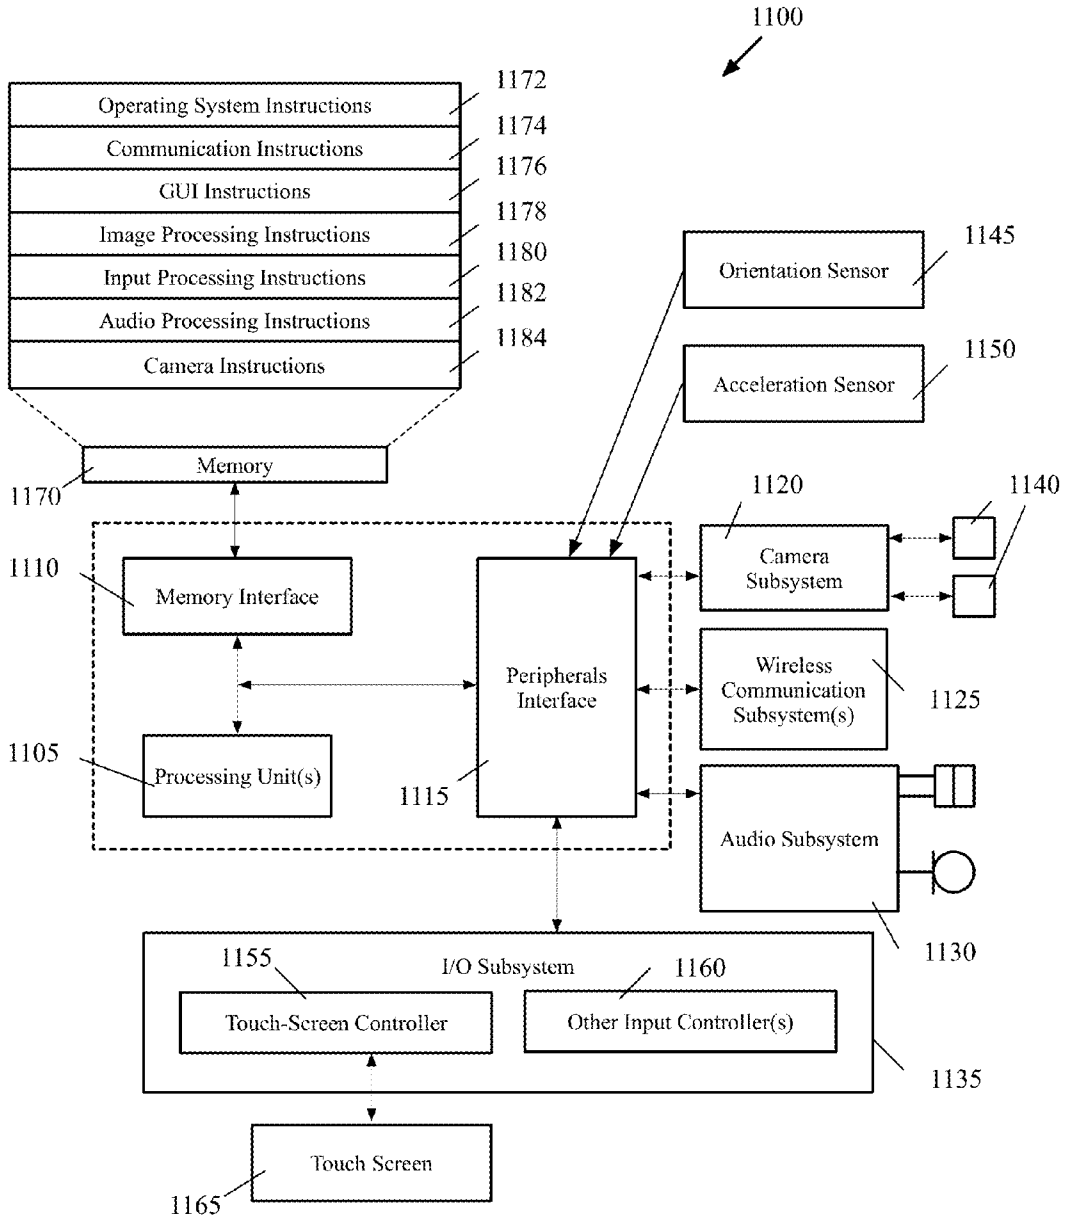 1100
1172
Operating System Instructions
1174
Communication Instructions
1176
GUI Instructions
1178
Image Processing Instructions
1180
Input Processing Instructions
1182
Audio Processing Instructions
1184
Camera Instructions
1145
Orientation Sensor
1150
Acceleration Sensor
Memory
1170
1120
1140
Camera
Subsystem
1110
Memory Interface
Peripherals
Interface
1115
Wireless
Communication
Subsystem(s)
1125
1105
Processing Unit(s)
Audio Subsystem
1130
I/O Subsystem
1155
Touch-Screen Controller
1160
Other Input Controller(s)
1135
Touch Screen
1165